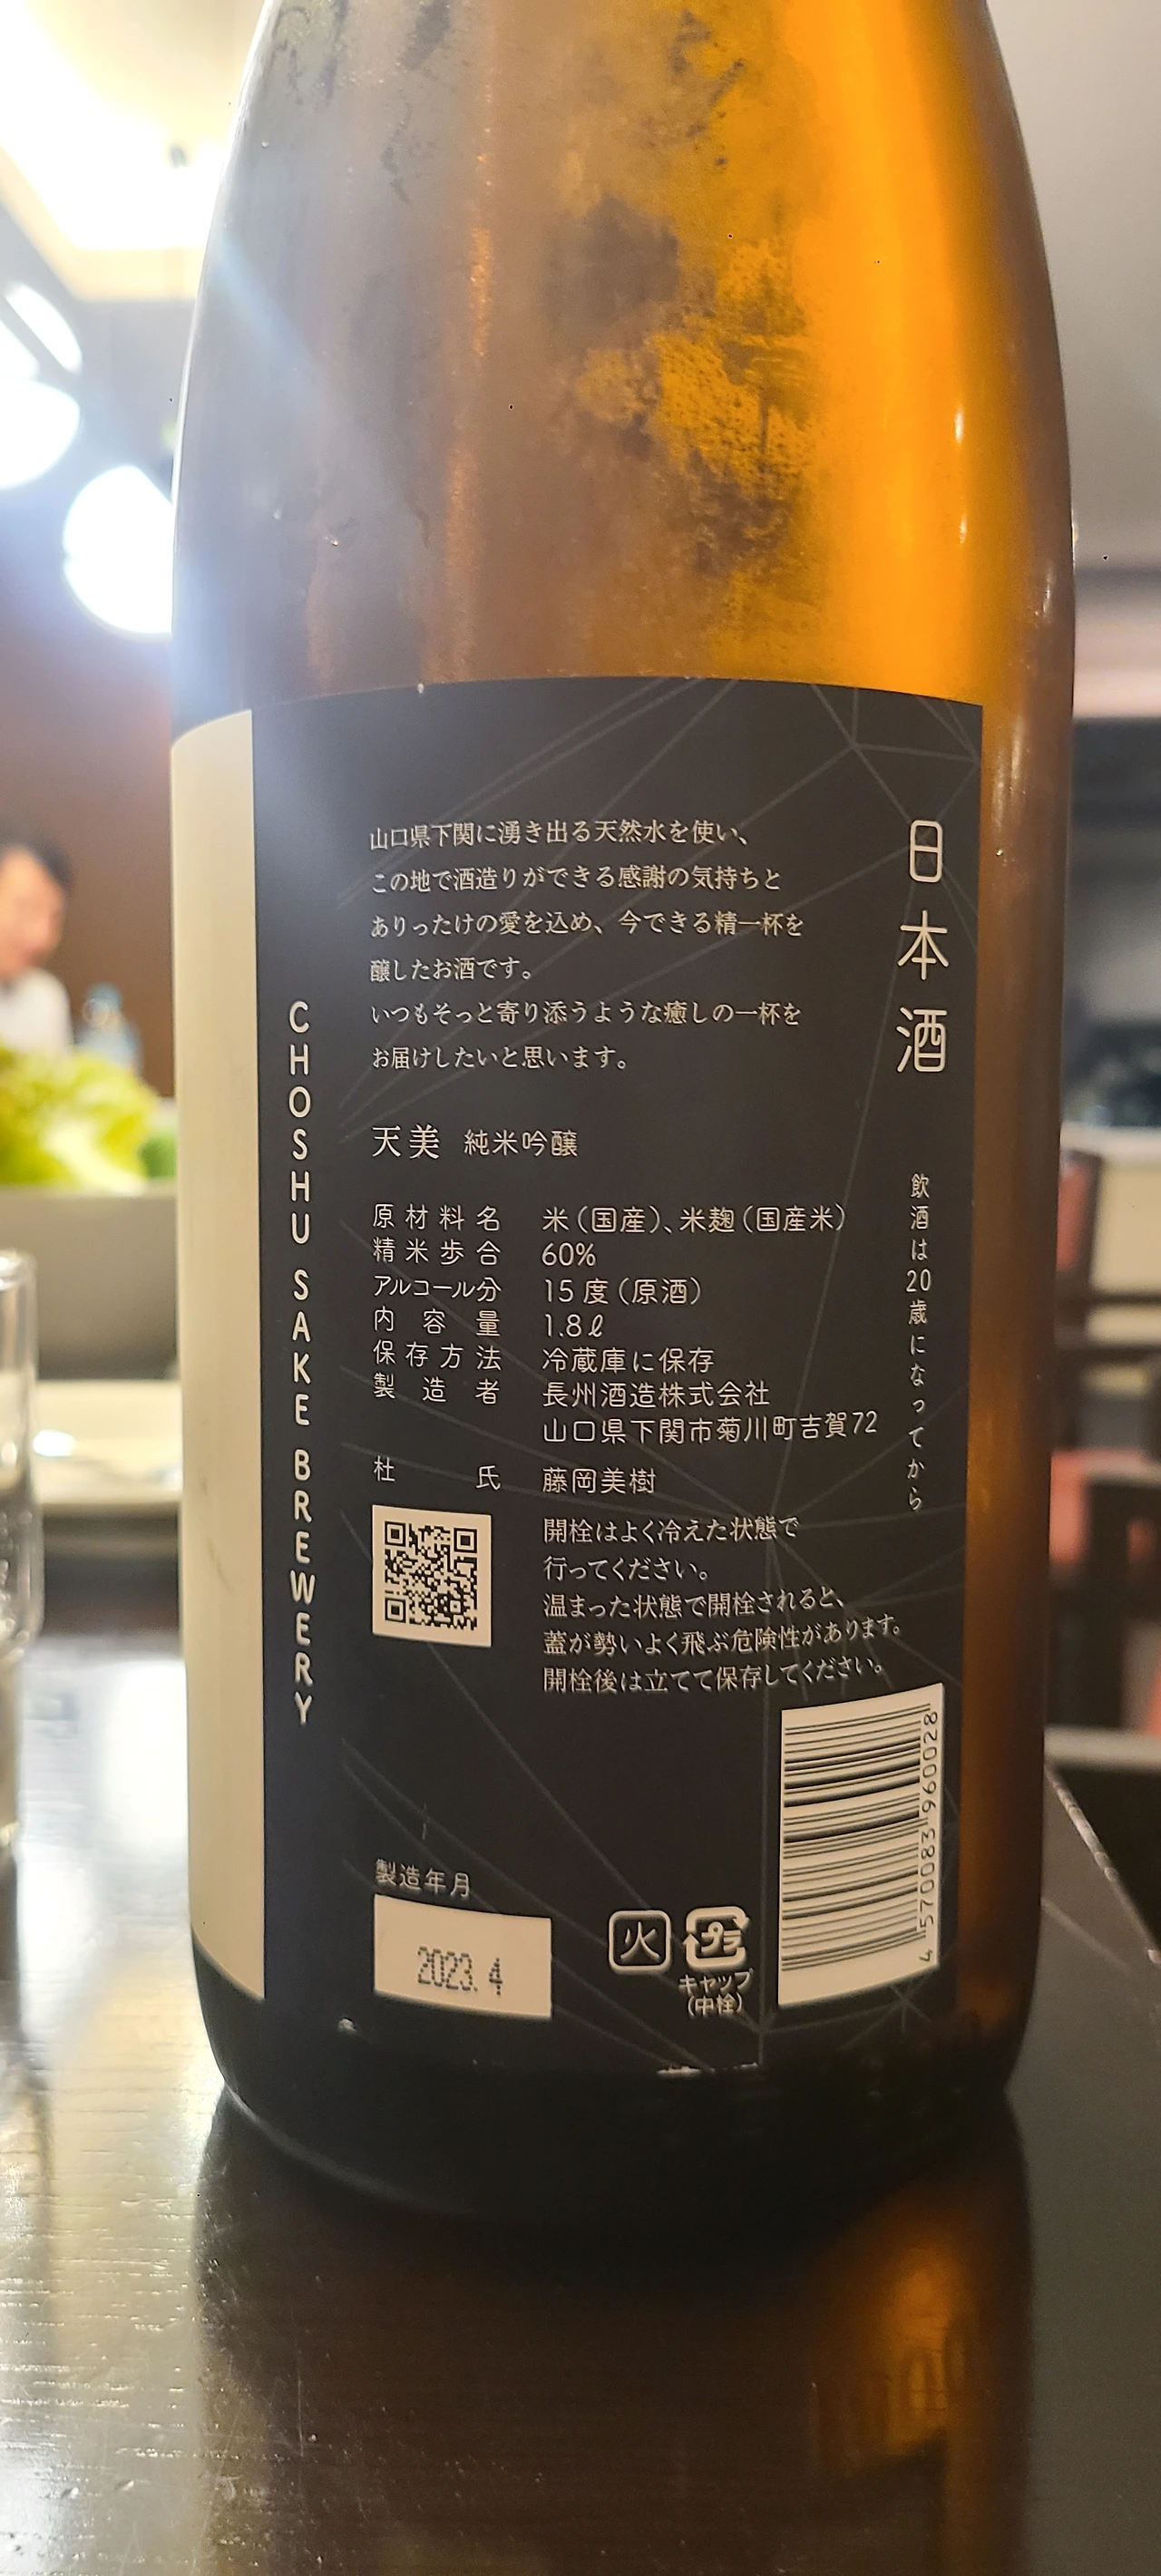 山口県下関に湧き出る天然水を使い、
この地で酒造りができる感謝の気持ちと
ありったけの愛を込め、今できる精一杯を
醸したお酒です。
いつもそっと寄り添うような癒しの一杯を
お届けしたいと思います。
日本酒
飲酒は20歳になってから
CHOSHU SAKE BREWERY
天美 純米吟醸
原材料名 米(国産)、米麹(国産米)
精米歩合 60%
アルコール分 15度(原酒)
内容量 1.8ℓ
保存方法 冷蔵庫に保存
製造者 長州酒造株式会社
山口県下関市菊川町吉賀72
杜氏 藤岡美樹
開栓はよく冷えた状態で
行ってください。
温まった状態で開栓されると、
蓋が勢いよく飛ぶ危険性があります。
開栓後は立てて保存してください。
製造年月
2023.4
火
プラ
キャップ
(中栓)
4 570083 960028